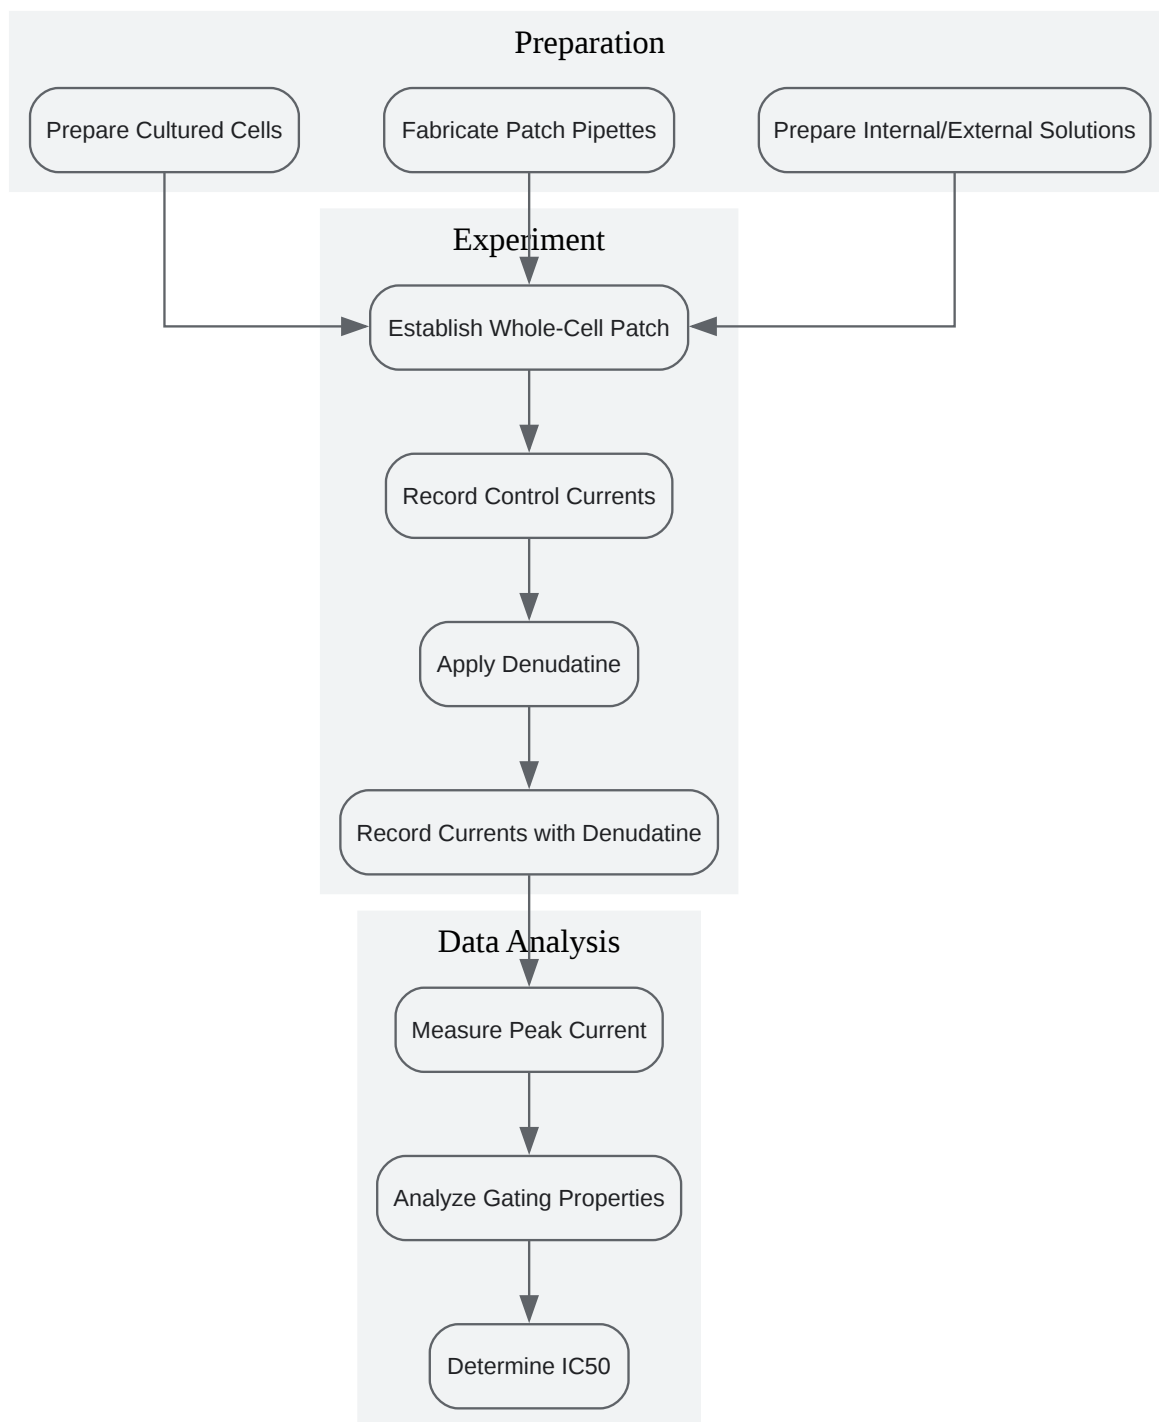 Preparation
Prepare Cultured Cells
Fabricate Patch Pipettes
Prepare Internal/External Solutions
Experiment
Establish Whole-Cell Patch
Record Control Currents
Apply Denudatine
Record Currents with Denudatine
Data Analysis
Measure Peak Current
Analyze Gating Properties
Determine IC50